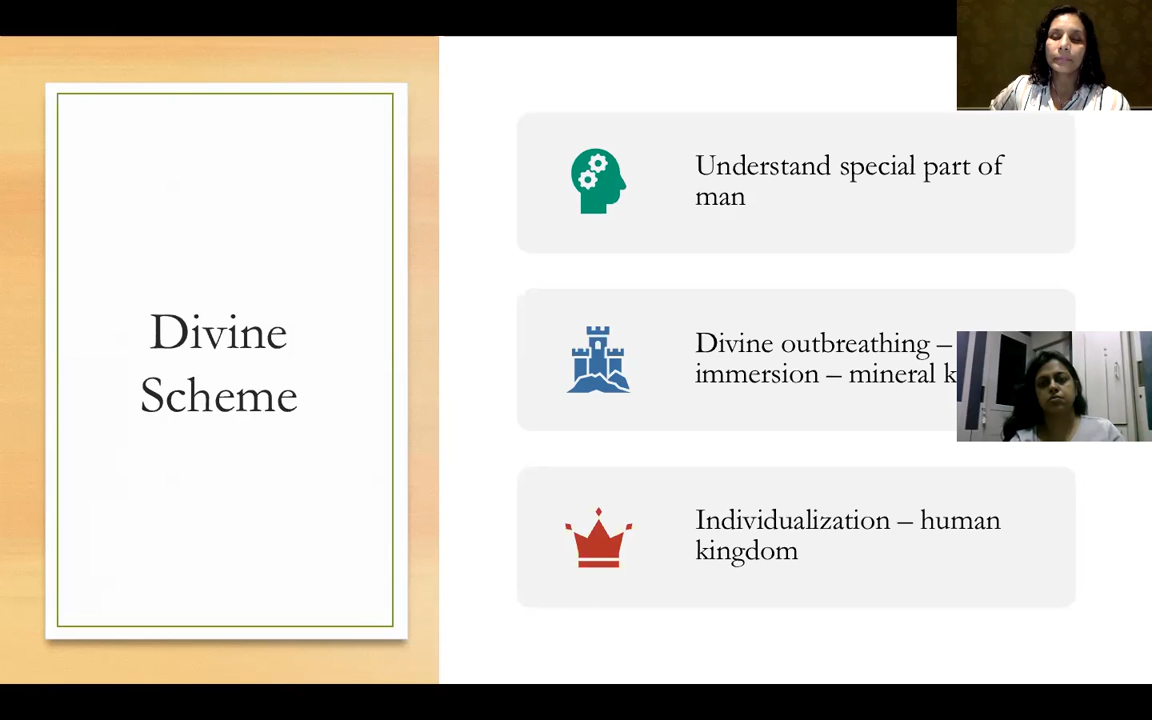 Divine
Scheme
Understand special part of
man
Divine outbreathing –
immersion – mineral
Individualization – human
kingdom